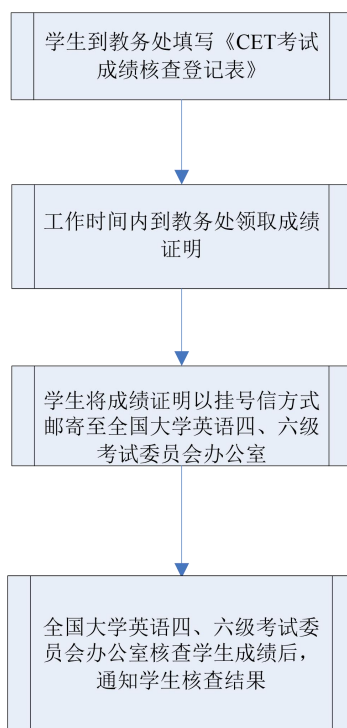 学生到教务处填写《CET考试
成绩核查登记表》
工作时间内到教务处领取成绩
证明
学生将成绩证明以挂号信方式
邮寄至全国大学英语四、六级
考试委员会办公室
全国大学英语四、六级考试委
员会办公室核查学生成绩后，
通知学生核查结果